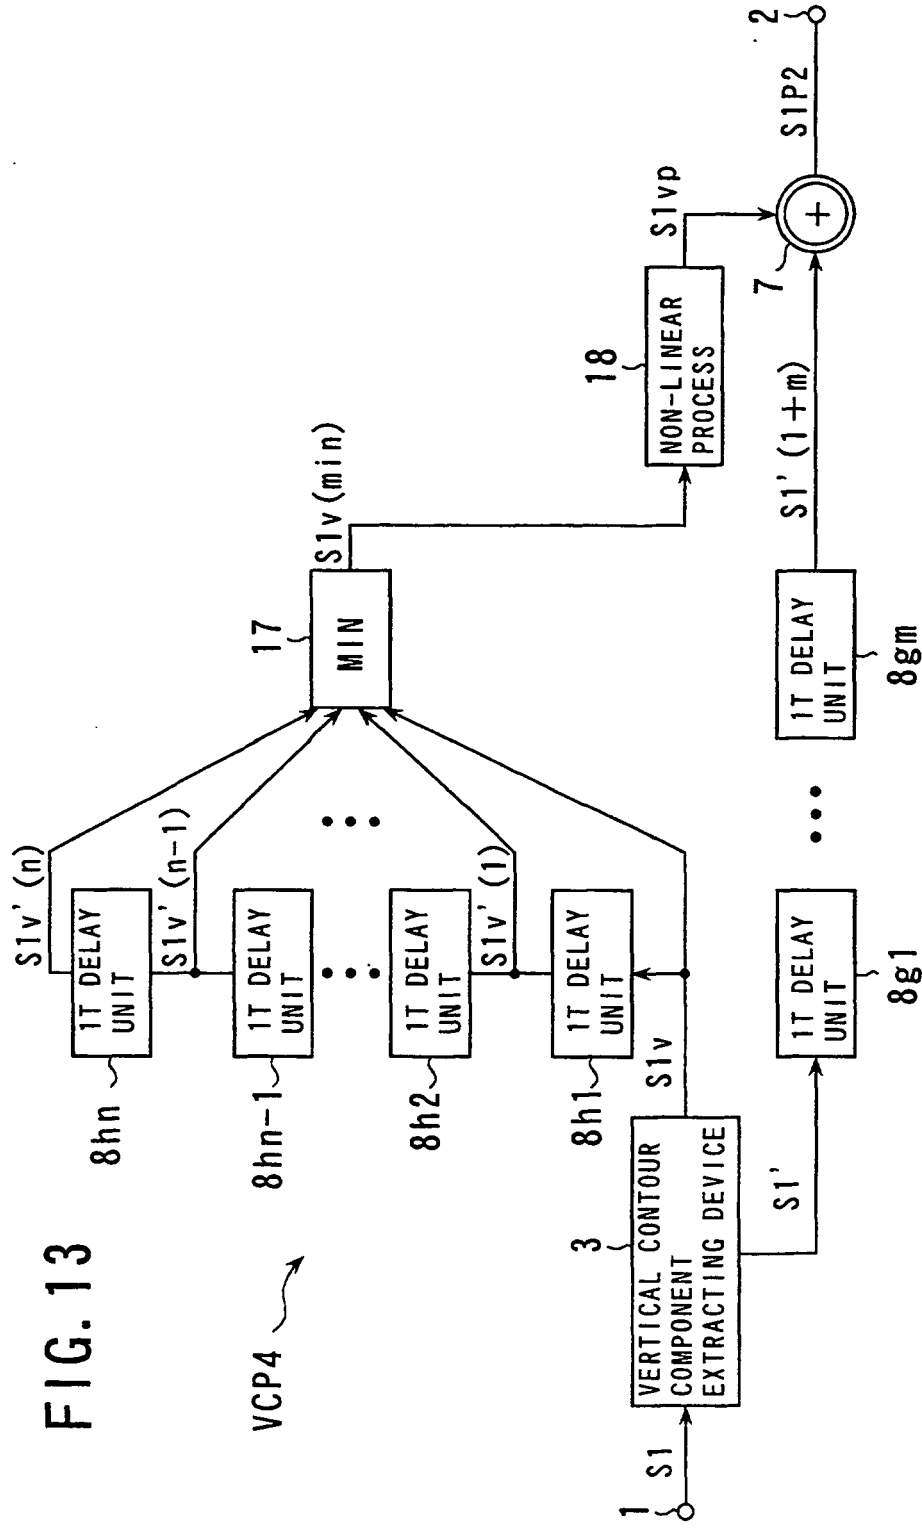 FIG. 13
VCP4
8hn
1T DELAY
UNIT
S1v' (n)
S1v' (n-1)
8hn-1
1T DELAY
UNIT
8h2
1T DELAY
UNIT
S1v' (1)
8h1
1T DELAY
UNIT
17
MIN
S1v (min)
18
NON-LINEAR
PROCESS
S1vp
1
S1
3
VERTICAL CONTOUR
COMPONENT
EXTRACTING DEVICE
S1v
S1'
1T DELAY
UNIT
8g1
1T DELAY
UNIT
8gm
S1' (1+m)
7
+
S1P2
2